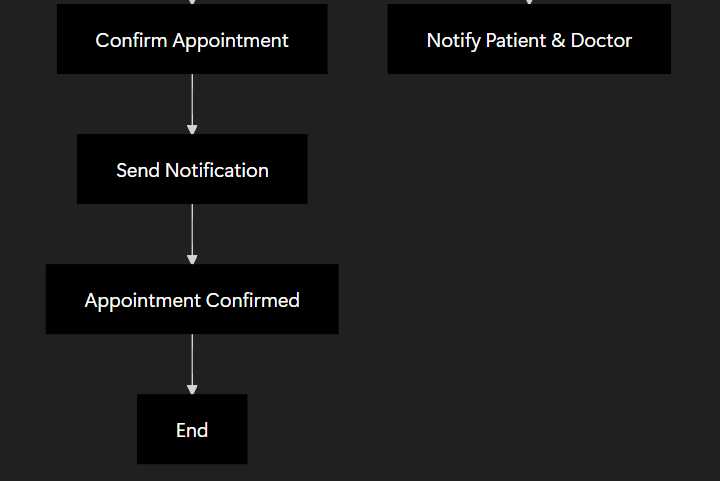 Confirm Appointment
Notify Patient & Doctor
Send Notification
Appointment Confirmed
End